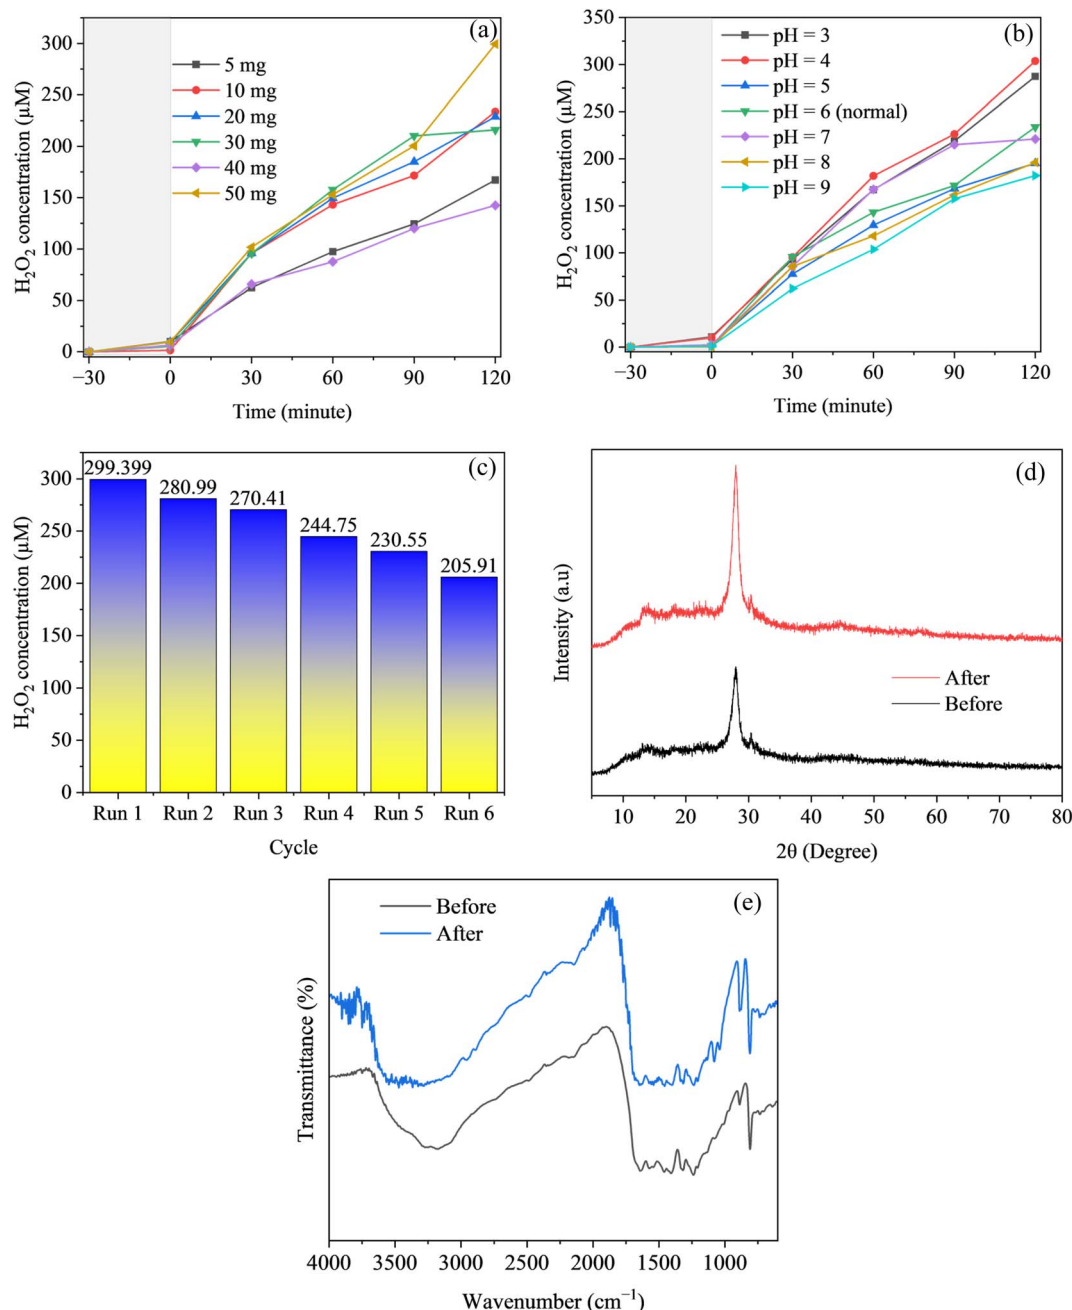 (a)
H₂O₂ concentration (μM)
300
250
200
150
100
50
0
5 mg
10 mg
20 mg
30 mg
40 mg
50 mg
−30 0 30 60 90 120
Time (minute)
(b)
H₂O₂ concentration (μM)
350
300
250
200
150
100
50
0
pH = 3
pH = 4
pH = 5
pH = 6 (normal)
pH = 7
pH = 8
pH = 9
−30 0 30 60 90 120
Time (minute)
(c)
H₂O₂ concentration (μM)
300
250
200
150
100
50
0
299.399
280.99
270.41
244.75
230.55
205.91
Run 1 Run 2 Run 3 Run 4 Run 5 Run 6
Cycle
(d)
Intensity (a.u)
After
Before
10 20 30 40 50 60 70 80
2θ (Degree)
(e)
Transmittance (%)
Before
After
4000 3500 3000 2500 2000 1500 1000
Wavenumber (cm⁻¹)